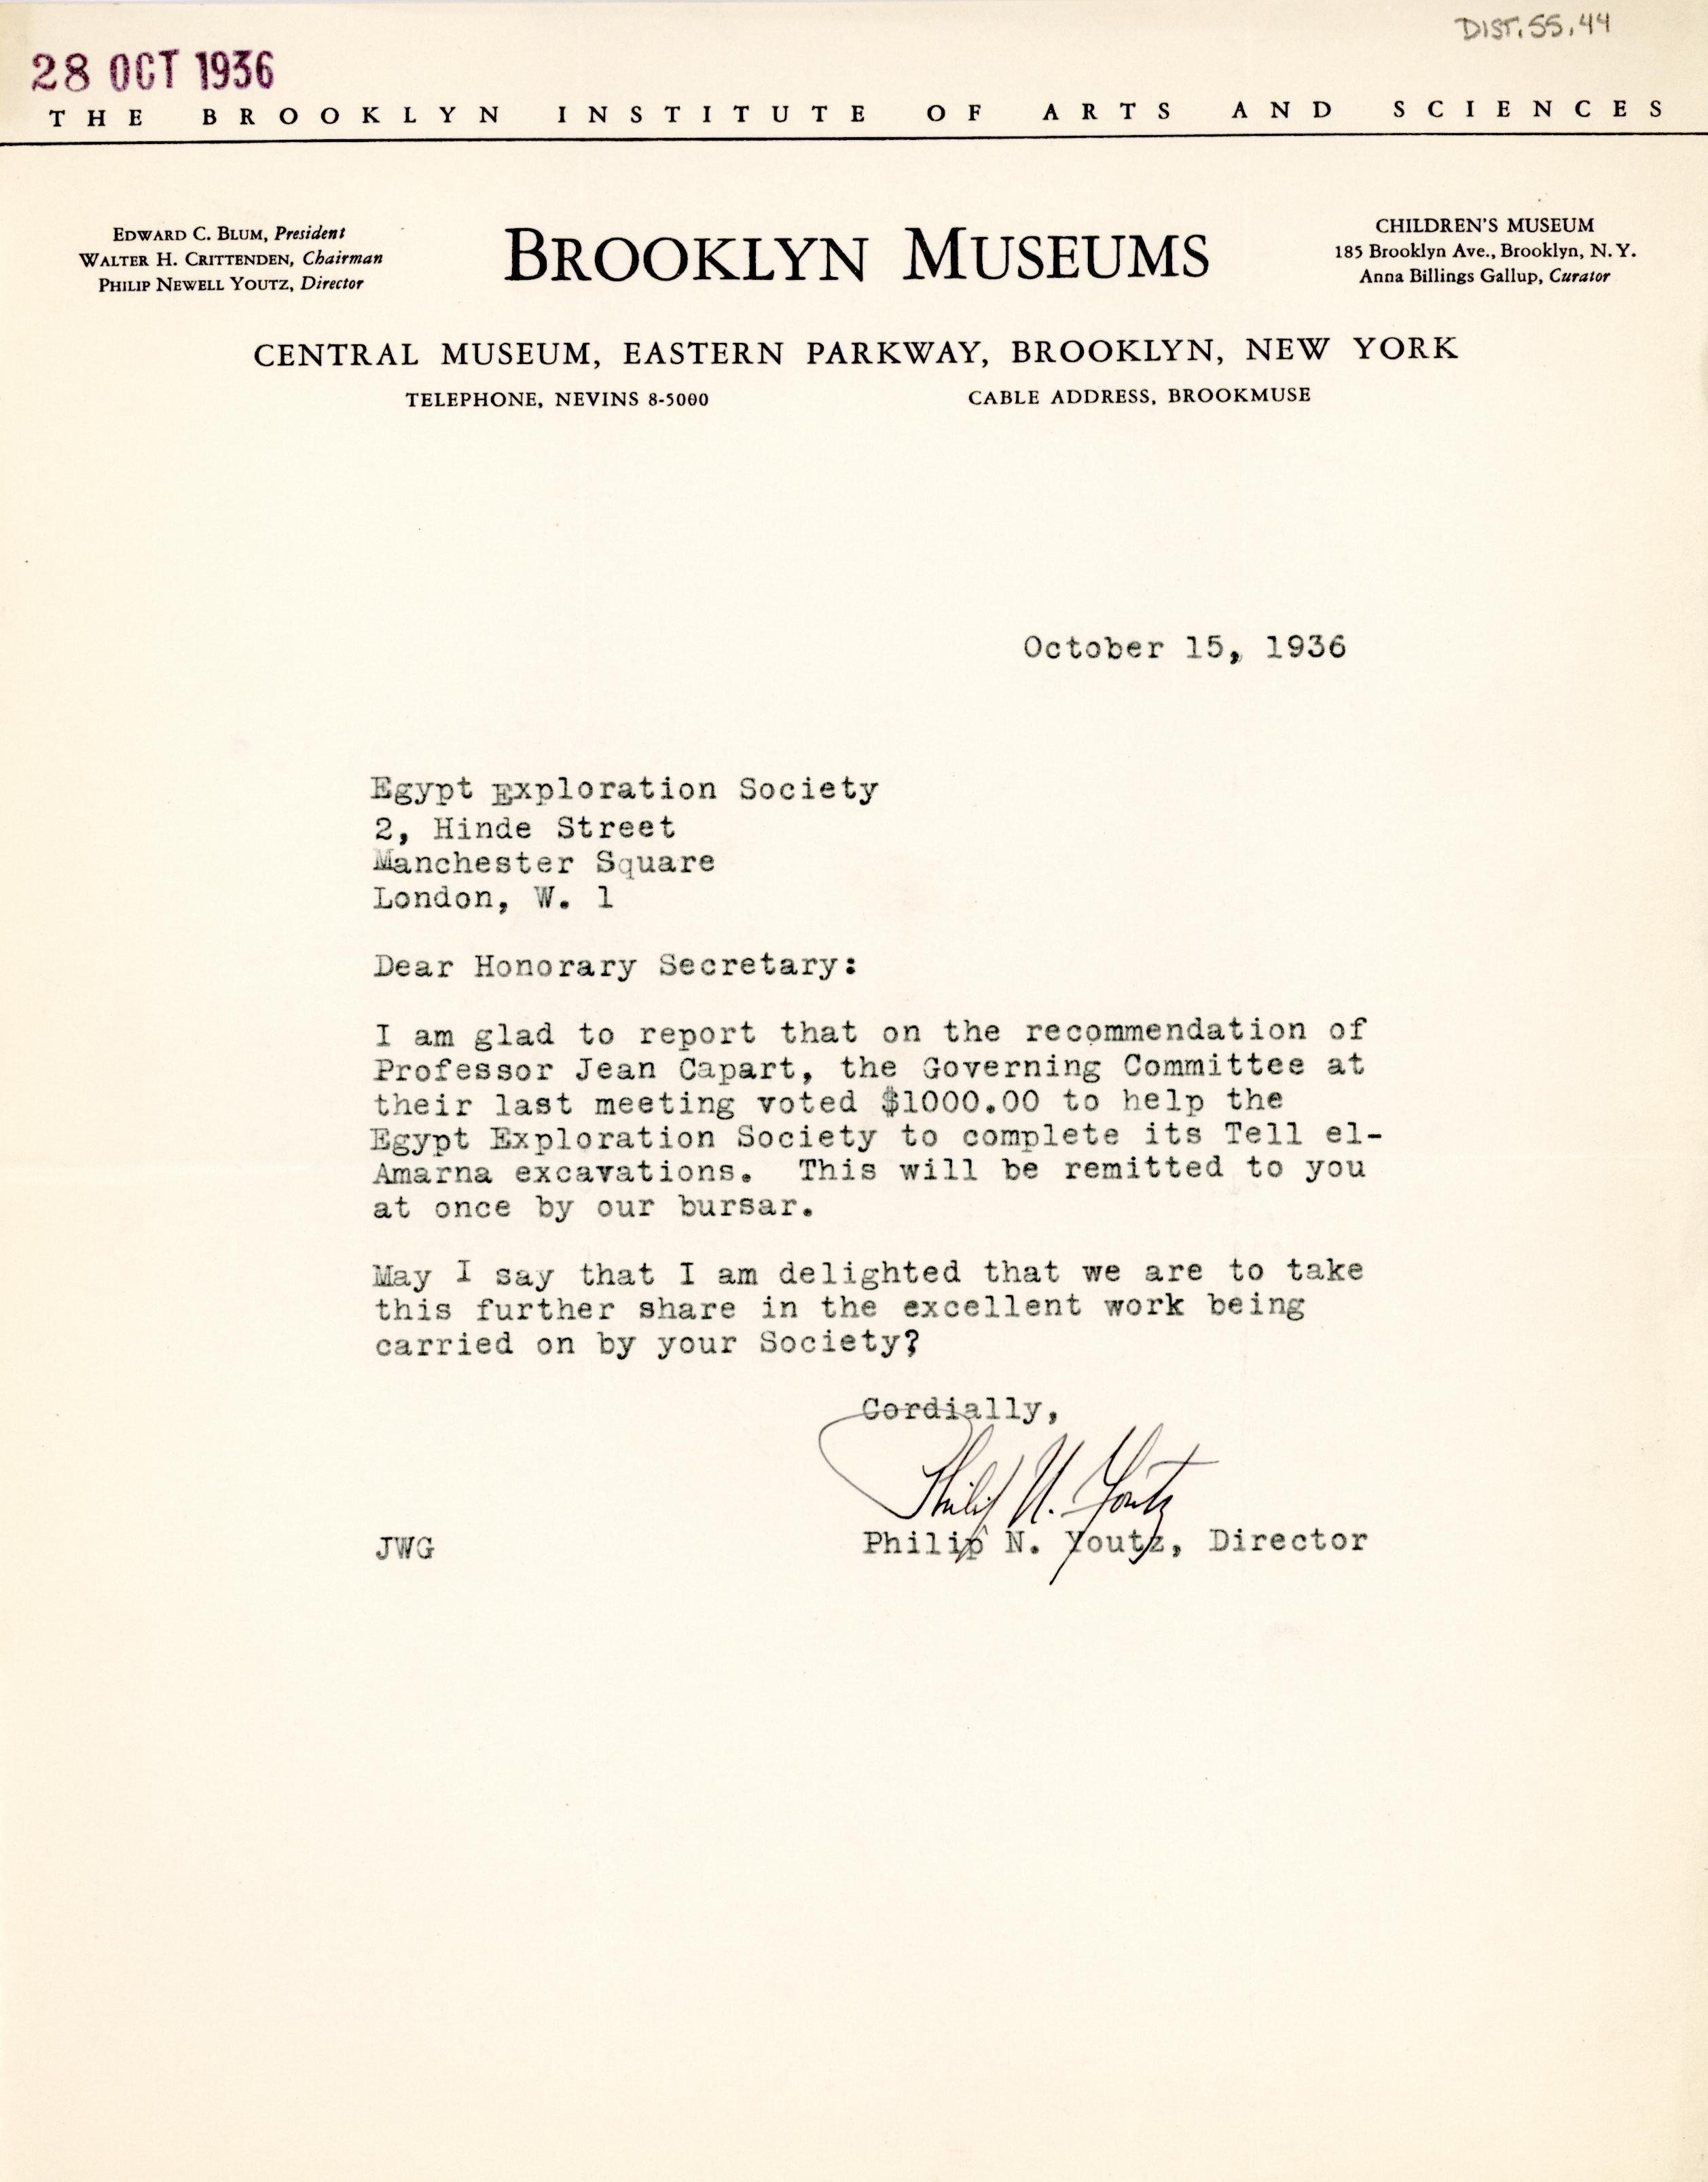 DIST.55.44
28 OCT 1936
THE BROOKLYN INSTITUTE OF ARTS AND SCIENCES
EDWARD C. BLUM, President
WALTER H. CRITTENDEN, Chairman
PHILIP NEWELL YOUTZ, Director
BROOKLYN MUSEUMS
CHILDREN'S MUSEUM
185 Brooklyn Ave., Brooklyn, N. Y.
Anna Billings Gallup, Curator
CENTRAL MUSEUM, EASTERN PARKWAY, BROOKLYN, NEW YORK
TELEPHONE, NEVINS 8-5000
CABLE ADDRESS, BROOKMUSE
October 15, 1936
Egypt Exploration Society
2, Hinde Street
Manchester Square
London, W. 1
Dear Honorary Secretary:
I am glad to report that on the recommendation of
Professor Jean Capart, the Governing Committee at
their last meeting voted $1000.00 to help the
Egypt Exploration Society to complete its Tell el-
Amarna excavations. This will be remitted to you
at once by our bursar.
May I say that I am delighted that we are to take
this further share in the excellent work being
carried on by your Society?
Cordially,
Philip N. Youtz
JWG
Philip N. Youtz, Director